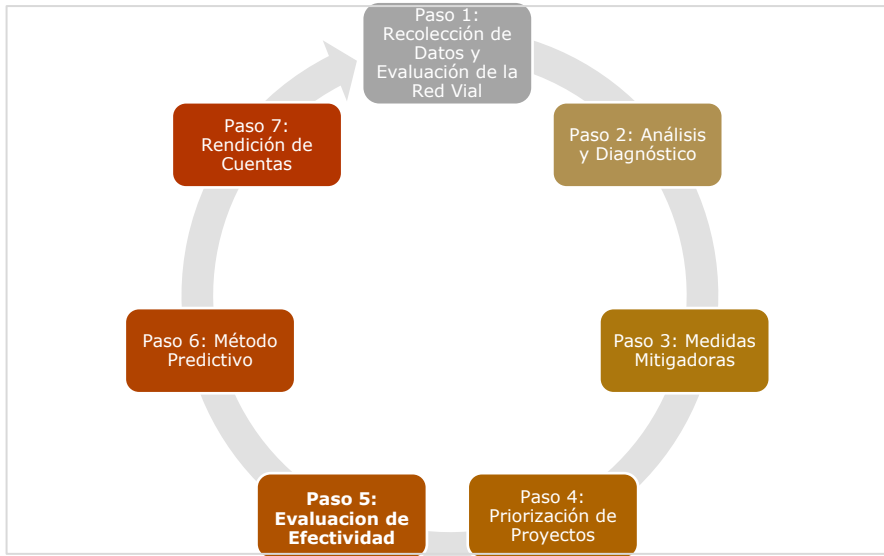 Paso 1:
Recolección de
Datos y
Evaluación de la
Red Vial
Paso 2: Análisis
y Diagnóstico
Paso 3: Medidas
Mitigadoras
Paso 4:
Priorización de
Proyectos
Paso 5:
Evaluacion de
Efectividad
Paso 6: Método
Predictivo
Paso 7:
Rendición de
Cuentas